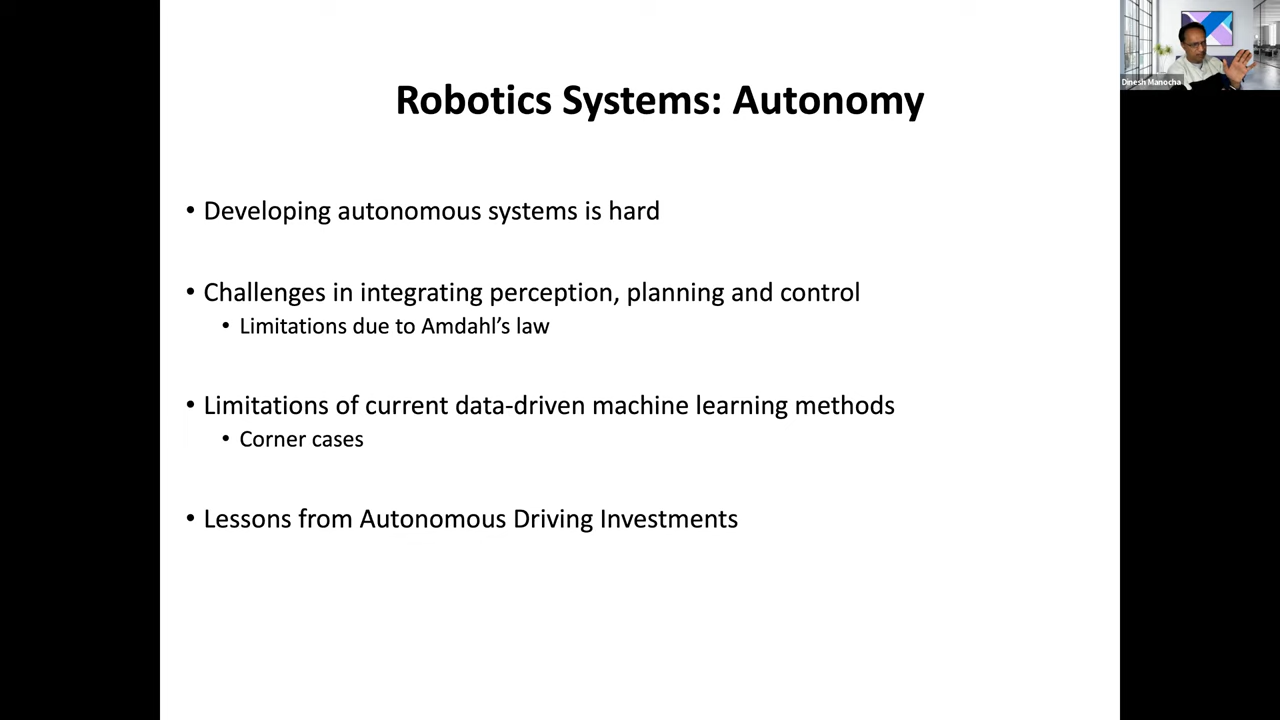 Dinesh Manocha
Robotics Systems: Autonomy
• Developing autonomous systems is hard
• Challenges in integrating perception, planning and control
• Limitations due to Amdahl’s law
• Limitations of current data-driven machine learning methods
• Corner cases
• Lessons from Autonomous Driving Investments